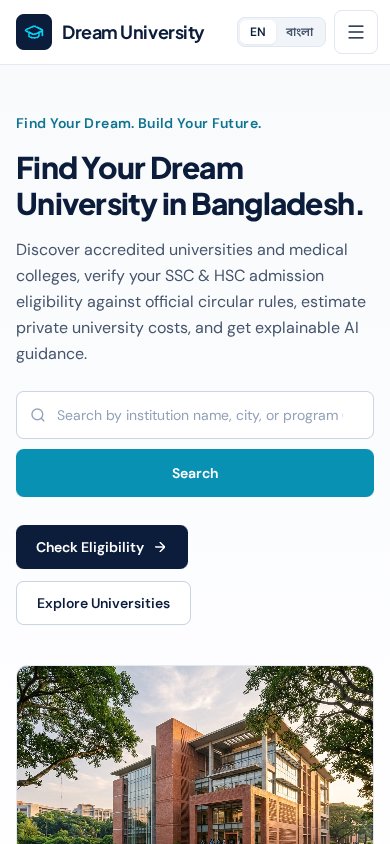 Dream University
EN
বাংলা
Find Your Dream. Build Your Future.
Find Your Dream
University in Bangladesh.
Discover accredited universities and medical
colleges, verify your SSC & HSC admission
eligibility against official circular rules, estimate
private university costs, and get explainable AI
guidance.
Search by institution name, city, or program
Search
Check Eligibility →
Explore Universities